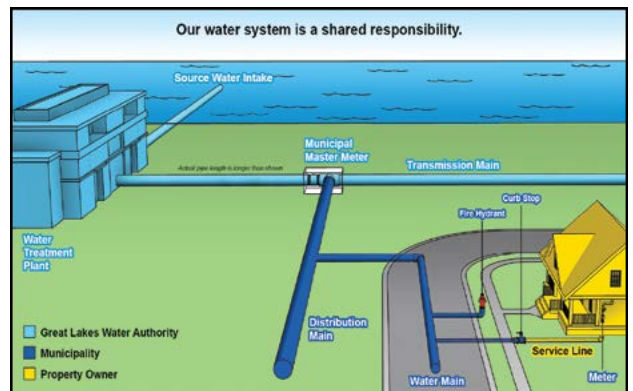 Our water system is a shared responsibility.
Source Water Intake
Municipal
Master Meter
Transmission Main
Actual pipe length is longer than shown
Curb Stop
Fire Hydrant
Water
Treatment
Plant
Distribution
Main
Great Lakes Water Authority
Municipality
Property Owner
Service Line
Water Main
Meter